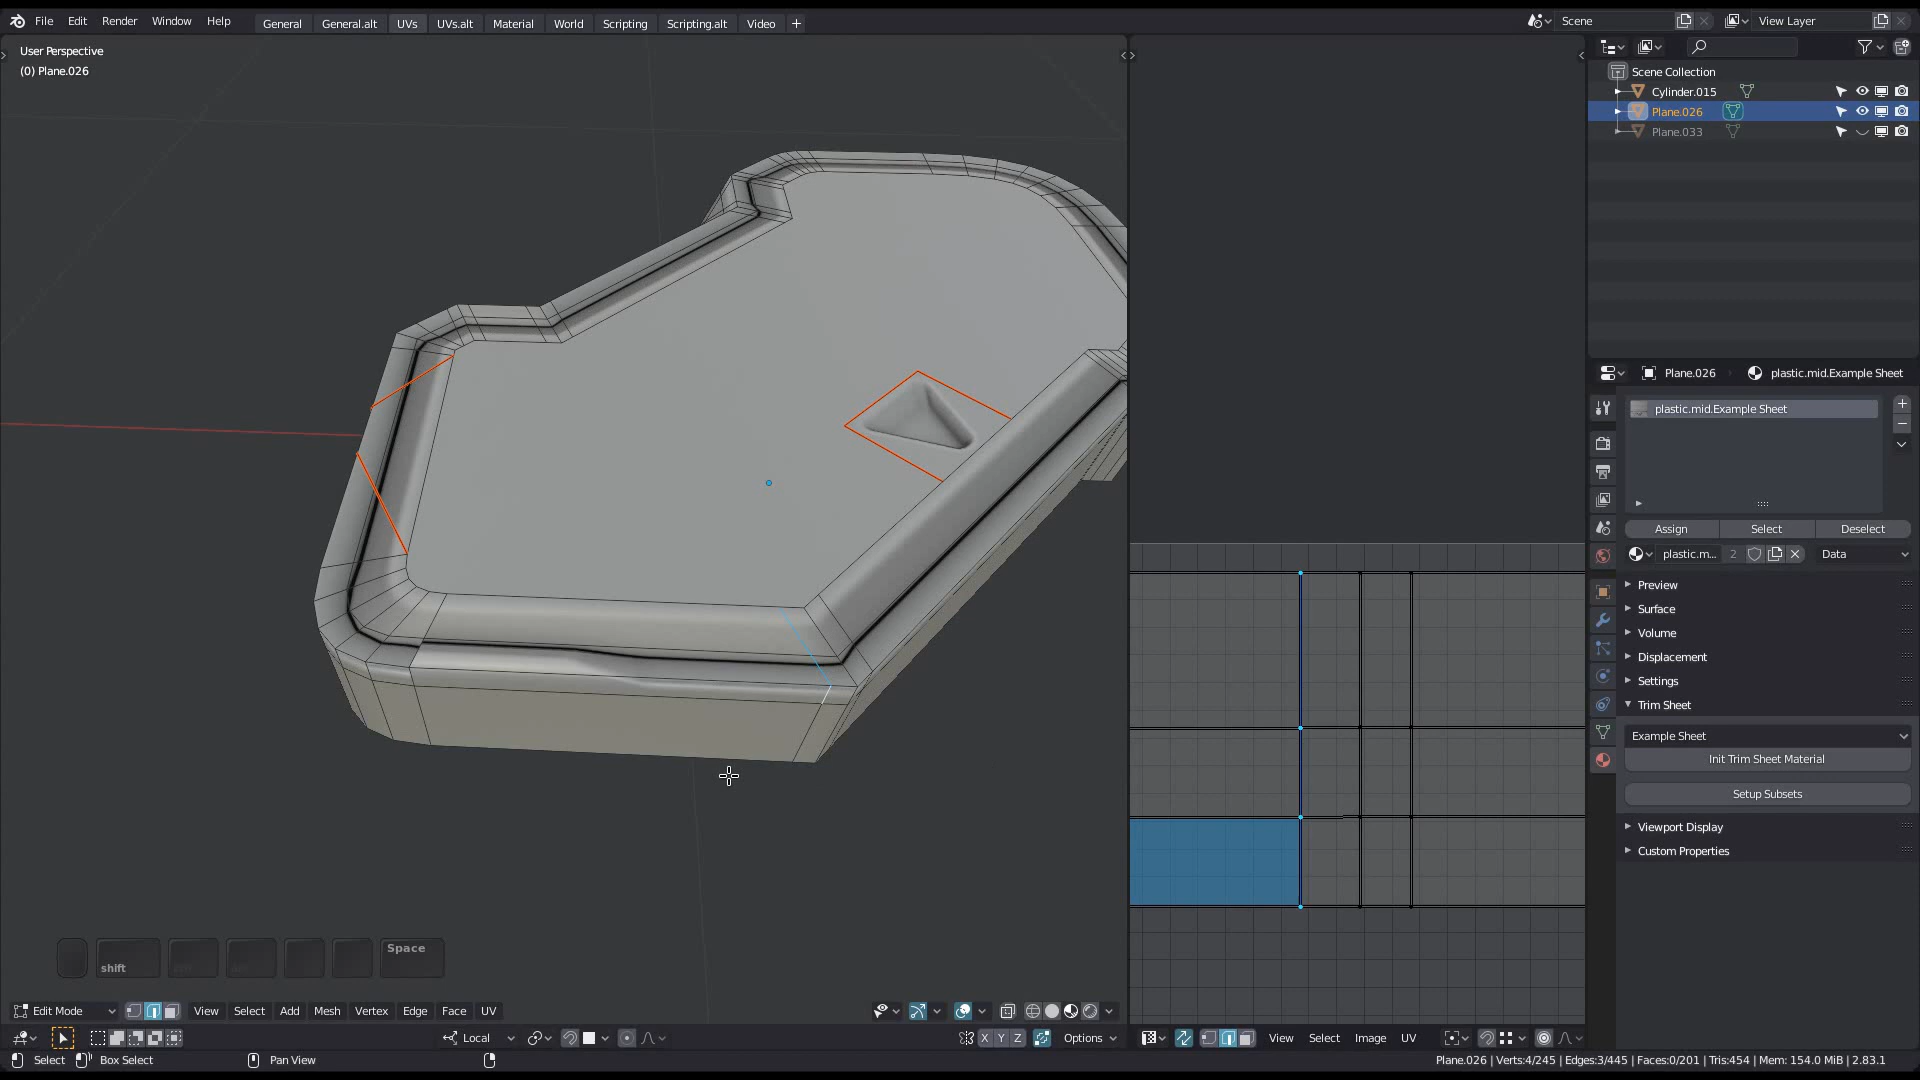 File Edit Render Window Help General General.alt UVs UVs.alt Material World Scripting Scripting.alt Video + Scene View Layer
User Perspective
(0) Plane.026
Scene Collection
Cylinder.015
Plane.026
Plane.033
Plane.026 plastic.mid.Example Sheet
plastic.mid.Example Sheet
Assign Select Deselect
plastic.m... 2 Data
Preview
Surface
Volume
Displacement
Settings
Trim Sheet
Example Sheet
Init Trim Sheet Material
Setup Subsets
Viewport Display
Custom Properties
Space
shift
Edit Mode View Select Add Mesh Vertex Edge Face UV
Local X Y Z Options View Select Image UV
Select Box Select Pan View Plane.026 | Verts:4/245 | Edges:3/445 | Faces:0/201 | Tris:454 | Mem: 154.0 MiB | 2.83.1